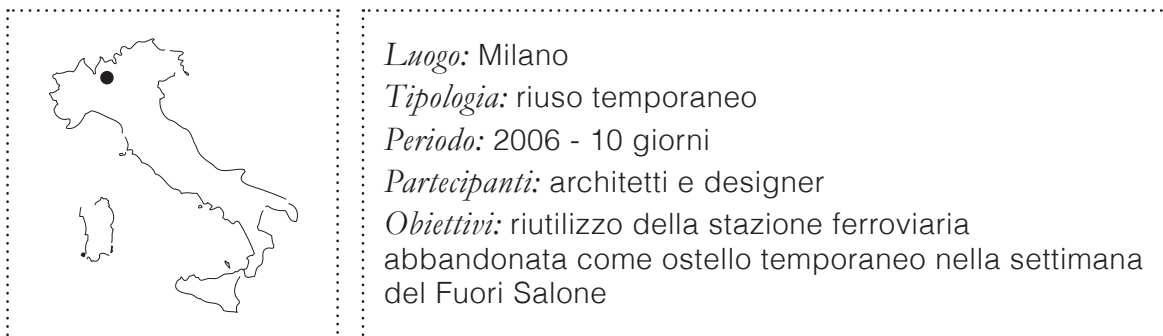 Luogo: Milano
Tipologia: riuso temporaneo
Periodo: 2006 - 10 giorni
Partecipanti: architetti e designer
Obiettivi: riutilizzo della stazione ferroviaria
abbandonata come ostello temporaneo nella settimana
del Fuori Salone